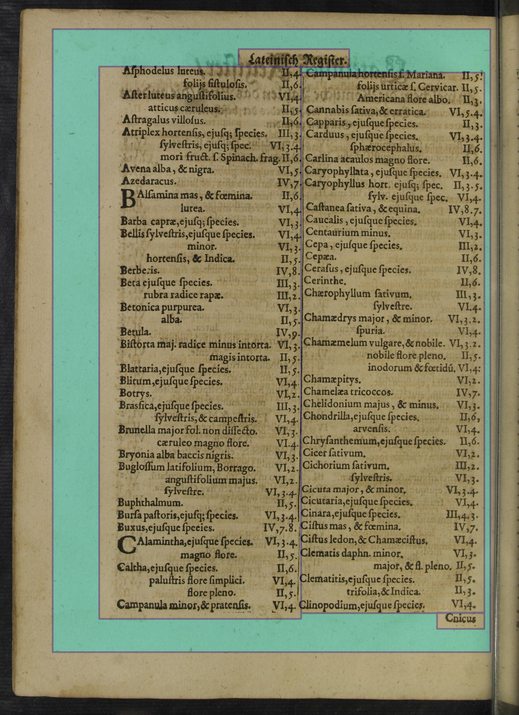 Lateinisch Register.
Asphodelus luteus. II,4
folijs fistulosis. II,6.
Aster luteus angustifolius. VI,4
atticus cæruleus. II,5.
Astragalus villosus. II,6.
Atriplex hortensis, ejusq; species. III,3.
sylvestris, ejusq; spec. VI,3.4
mori fruct. s. Spinach. frag. II,6.
Avena alba, & nigra. VI,5.
Azedaracus. IV,7.
BAlsamina mas, & fœmina. II,6.
lutea. VI,4
Barba capræ, ejusq; species. VI,3.
Bellis sylvestris, ejusque species. VI,4
minor. VI,3.
hortensis, & Indica. II,5.
Berberis. IV,8.
Beta ejusque species. III,3.
rubra radice rapæ. III,2.
Betonica purpurea. VI,3.
alba. II,5.
Betula. IV,9.
Bistorta maj. radice minus intorta. VI,3.
magis intorta. II,5.
Blattaria, ejusque species. II,5.
Blitum, ejusque species. VI,4
Botrys. VI,2.
Brassica, ejusque species. III,3.
sylvestris, & campestris. VI,4.
Brunella major fol. non dissecto. VI,3.
cæruleo magno flore. VI.4.
Bryonia alba baccis nigris. VI,3.
Buglossum latifolium, Borrago. VI,2.
angustifolium majus. VI,2.
sylvestre. VI,3.4
Buphthalmum. II,5.
Bursa pastoris, ejusq; species. VI,3.4.
Buxus, ejusque species. IV,7.8.
CAlamintha, ejusque species. VI,3.4.
magno flore. II,5.
Caltha, ejusque species. II,6.
palustris flore simplici. VI,4.
flore pleno. II,5.
Campanula minor, & pratensis. VI,4.
Campanula hortensis s. Mariana. II,5.
folijs urticæ s. Cervicar. II,5.
Americana flore albo. II,3.
Cannabis sativa, & erratica. VI,5.4.
Capparis, ejusque species. II,3.
Carduus, ejusque species. VI,3.4.
sphærocephalus. II,6.
Carlina acaulos magno flore. II,6.
Caryophyllata, ejusque species. VI,3.4.
Caryophyllus hort. ejusq; spec. II,3.5.
sylv. ejusque spec. VI,4.
Castanea sativa, & equina. IV,8.7.
Caucalis, ejusque species. VI,4.
Centaurium minus. VI,3.
Cepa, ejusque species. III,2.
Cepæa. II,6.
Cerasus, ejusque species. IV,8.
Cerinthe. II,6.
Chærophyllum sativum. III,3.
sylvestre. VI.4.
Chamædrys major, & minor. VI,3.2.
spuria. VI,4.
Chamæmelum vulgare, & nobile. VI,3.2.
nobile flore pleno. II,5.
inodorum & fœtidũ. VI,4.
Chamæpitys. VI,2.
Chamelæa tricoccos. IV,7.
Chelidonium majus, & minus. VI,3.
Chondrilla, ejusque species. II,6,
arvensis. VI,4.
Chrysanthemum, ejusque species. II,6.
Cicer sativum. VI,2.
Cichorium sativum. III,2.
sylvestris. VI,3.
Cicuta major, & minor. VI,3.4.
Cicutaria, ejusque species. VI,4.
Cinara, ejusque species. III,4.3.
Cistus mas, & fœmina. IV,7.
Cistus ledon, & Chamæcistus. VI,4.
Clematis daphn. minor. VI,3.
major, & fl. pleno. II,5.
Clematitis, ejusque species. II,5.
trifolia, & Indica. II,3.
Clinopodium, ejusque species. VI,4.
Cnicus